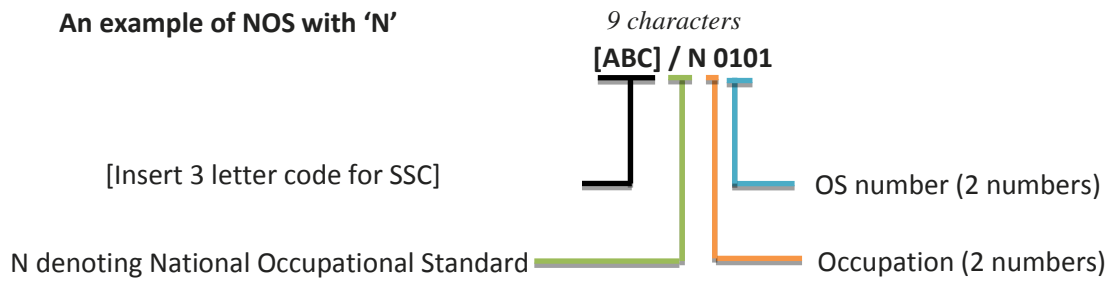 An example of NOS with ‘N’
9 characters
[ABC] / N 0101
[Insert 3 letter code for SSC]
OS number (2 numbers)
N denoting National Occupational Standard
Occupation (2 numbers)